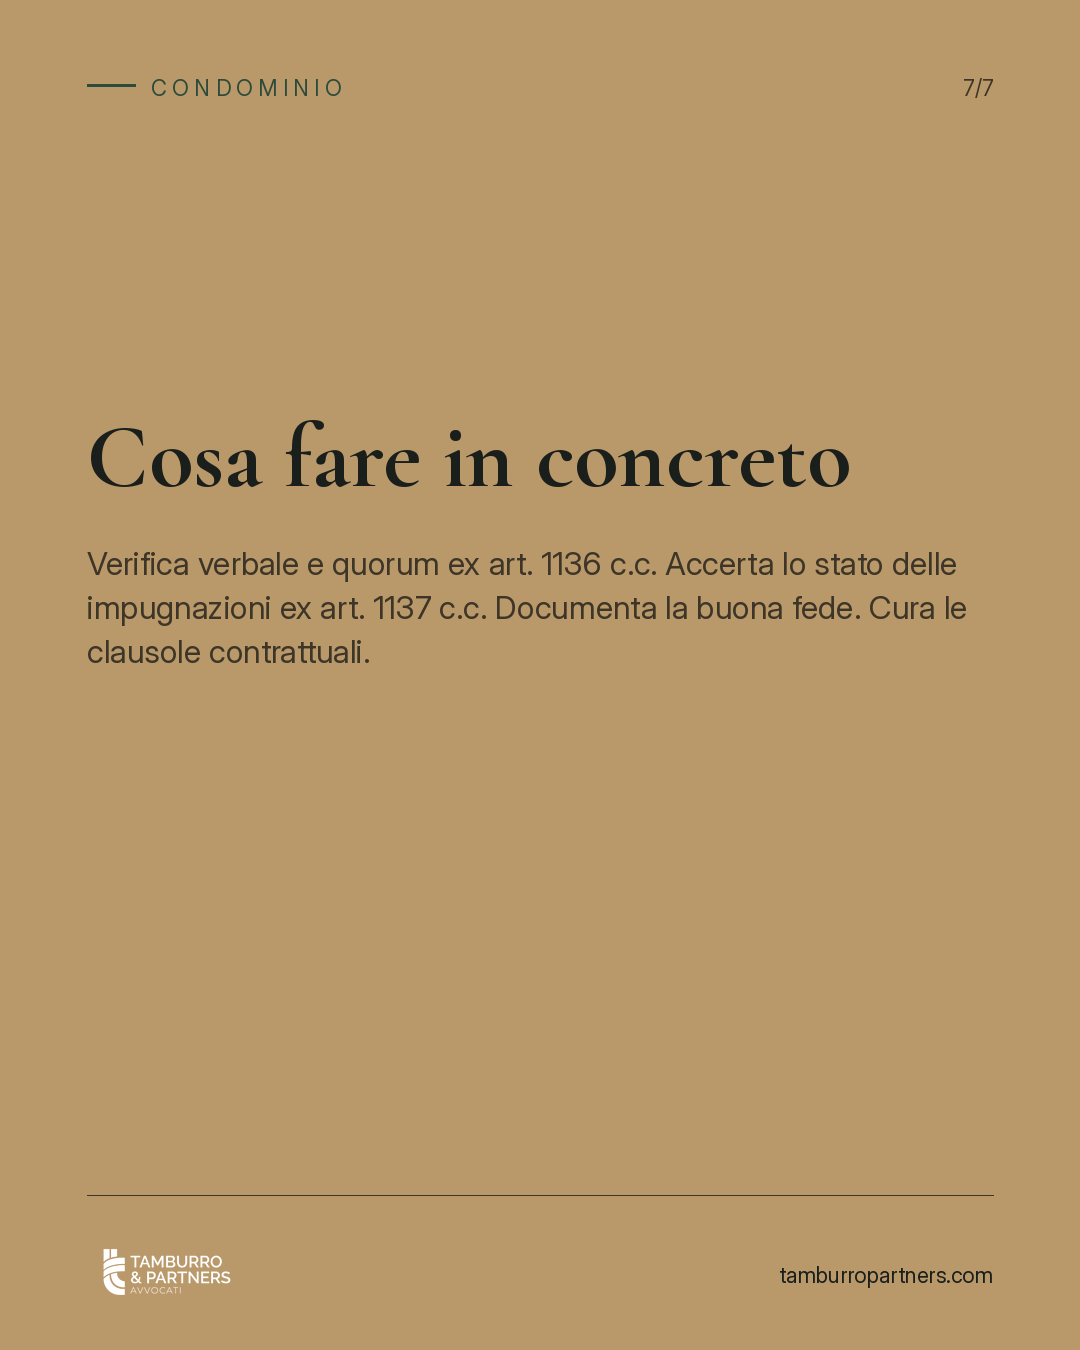 CONDOMINIO
7/7
Cosa fare in concreto
Verifica verbale e quorum ex art. 1136 c.c. Accerta lo stato delle
impugnazioni ex art. 1137 c.c. Documenta la buona fede. Cura le
clausole contrattuali.
TAMBURRO
& PARTNERS
AVVOCATI
tamburropartners.com